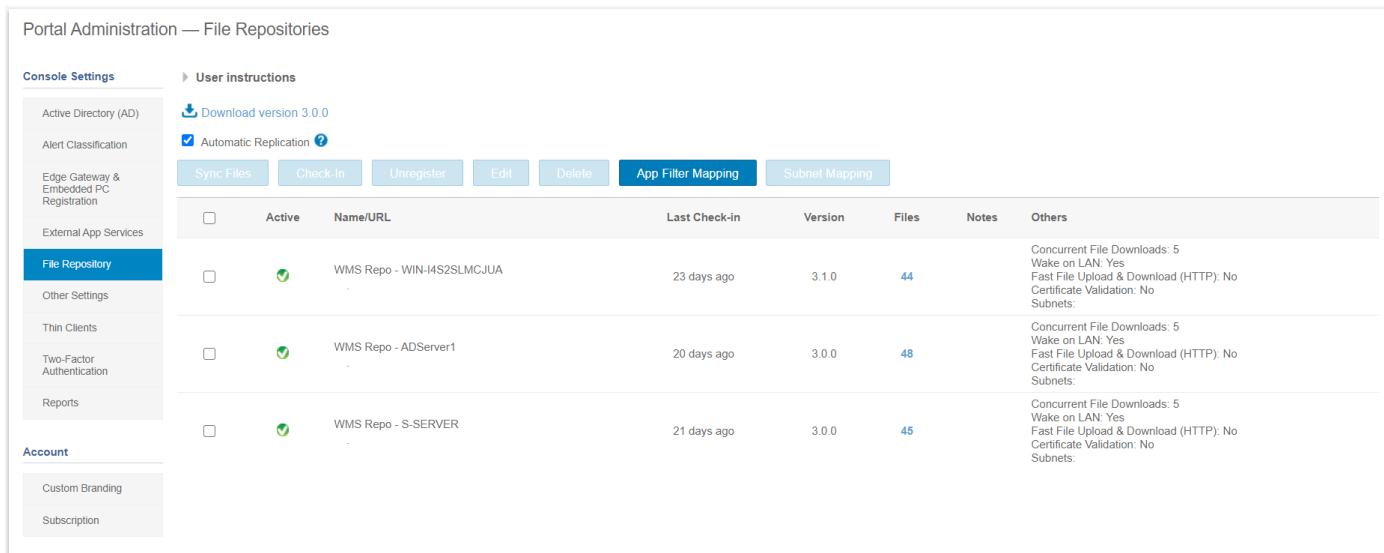 Portal Administration — File Repositories
Console Settings
Active Directory (AD)
Alert Classification
Edge Gateway &
Embedded PC
Registration
External App Services
File Repository
Other Settings
Thin Clients
Two-Factor
Authentication
Reports
Account
Custom Branding
Subscription
User instructions
Download version 3.0.0
Automatic Replication ?
Sync Files Check-In Unregister Edit Delete App Filter Mapping Subnet Mapping
Active Name/URL Last Check-in Version Files Notes Others
WMS Repo - WIN-I4S2SLMCJUA
-
23 days ago 3.1.0 44
Concurrent File Downloads: 5
Wake on LAN: Yes
Fast File Upload & Download (HTTP): No
Certificate Validation: No
Subnets:
WMS Repo - ADServer1
-
20 days ago 3.0.0 48
Concurrent File Downloads: 5
Wake on LAN: Yes
Fast File Upload & Download (HTTP): No
Certificate Validation: No
Subnets:
WMS Repo - S-SERVER
-
21 days ago 3.0.0 45
Concurrent File Downloads: 5
Wake on LAN: Yes
Fast File Upload & Download (HTTP): No
Certificate Validation: No
Subnets: